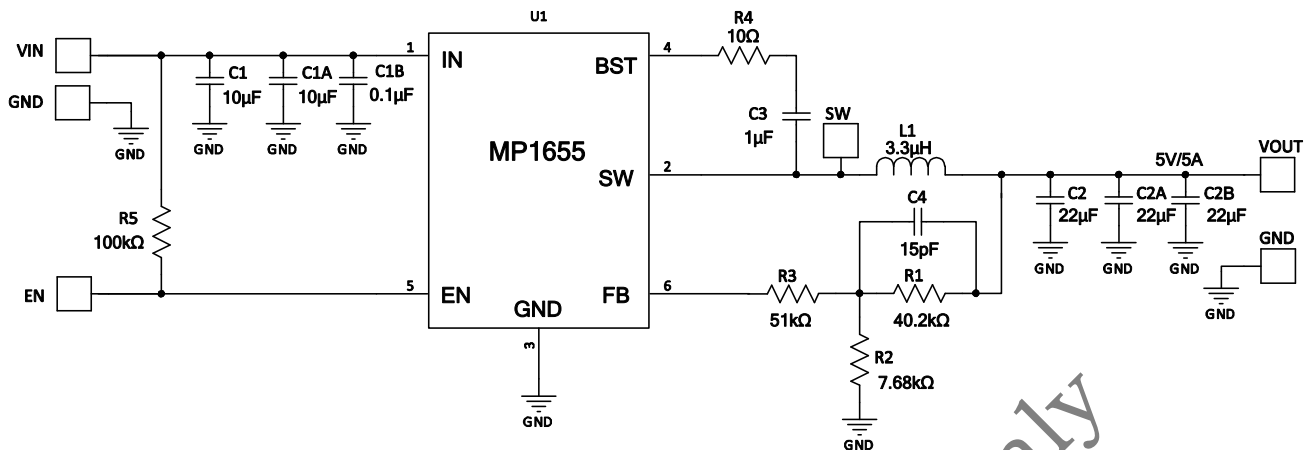 U1
VIN
1
IN
C1
10µF
C1A
10µF
C1B
0.1µF
GND
GND
GND
GND
GND
R5
100kΩ
EN
5
EN
MP1655
GND
3
GND
BST
4
R4
10Ω
C3
1µF
SW
2
SW
L1
3.3µH
5V/5A
VOUT
C2
22µF
C2A
22µF
C2B
22µF
GND
GND
GND
GND
GND
C4
15pF
FB
6
R3
51kΩ
R1
40.2kΩ
R2
7.68kΩ
GND